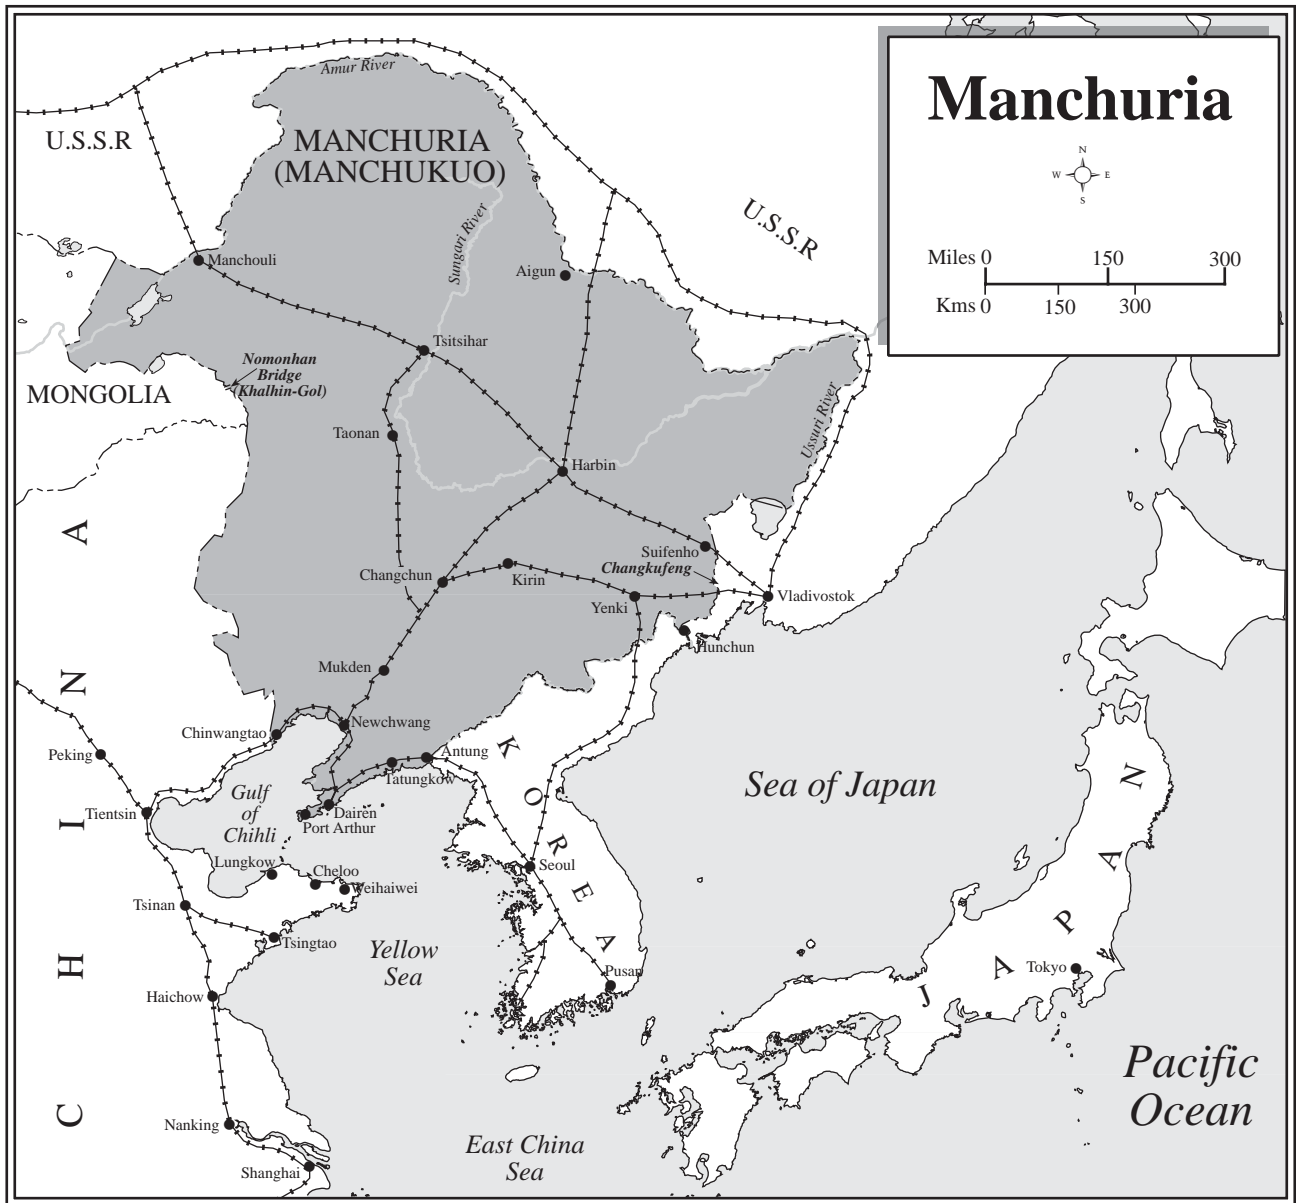 Manchuria
N
W E
S
Miles 0 150 300
Kms 0 150 300
Amur River
U.S.S.R
MANCHURIA
(MANCHUKUO)
U.S.S.R
Sungari River
Manchouli
Aigun
Tsitsihar
Nomonhan
Bridge
(Khalhin-Gol)
MONGOLIA
Ussuri River
Taonan
Harbin
Suifenho
Changkufeng
Changchun
Kirin
Yenki
Vladivostok
Hunchun
Mukden
Newchwang
Chinwangtao
Peking
Antung
Tatungkow
Gulf
of
Chihli
Tientsin
Dairen
Port Arthur
Sea of Japan
Lungkow
Cheloo
Weihaiwei
Seoul
Tsinan
Tsingtao
Yellow
Sea
Pusan
Haichow
Tokyo
KOREA
JAPAN
CHINA
Nanking
Shanghai
East China
Sea
Pacific
Ocean